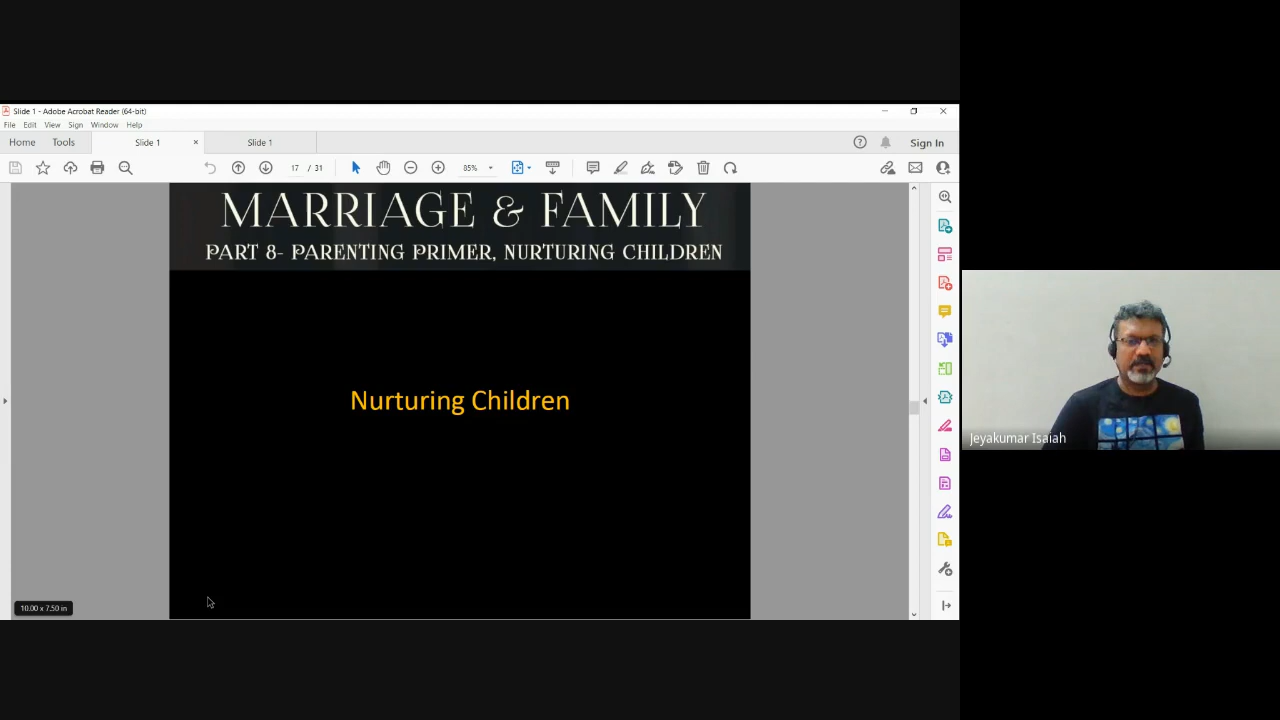 Slide 1 - Adobe Acrobat Reader (64-bit)
File Edit View Sign Window Help
Home Tools Slide 1 × Slide 1 Sign In
17 / 31 85%
MARRIAGE & FAMILY
PART 8- PARENTING PRIMER, NURTURING CHILDREN
Nurturing Children
Jeyakumar Isaiah
10.00 x 7.50 in